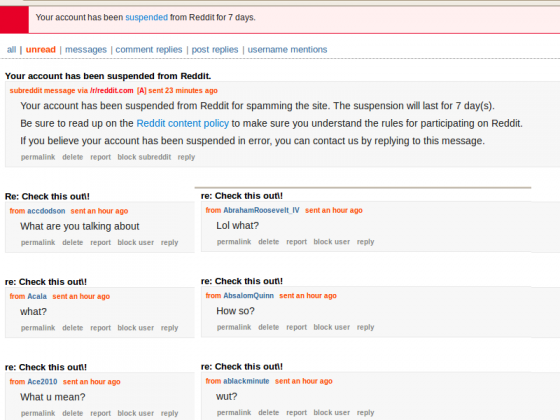 Your account has been suspended from Reddit for 7 days.
all | unread | messages | comment replies | post replies | username mentions
Your account has been suspended from Reddit.
subreddit message via /r/reddit.com [A] sent 23 minutes ago
Your account has been suspended from Reddit for spamming the site. The suspension will last for 7 day(s).
Be sure to read up on the Reddit content policy to make sure you understand the rules for participating on Reddit.
If you believe your account has been suspended in error, you can contact us by replying to this message.
permalink delete report block subreddit reply
Re: Check this out\!
from accdodson sent an hour ago
What are you talking about
permalink delete report block user reply
re: Check this out\!
from AbrahamRoosevelt_IV sent an hour ago
Lol what?
permalink delete report block user reply
re: Check this out\!
from Acala sent an hour ago
what?
permalink delete report block user reply
re: Check this out\!
from AbsalomQuinn sent an hour ago
How so?
permalink delete report block user reply
re: Check this out\!
from Ace2010 sent an hour ago
What u mean?
permalink delete report block user reply
re: Check this out\!
from ablackminute sent an hour ago
wut?
permalink delete report block user reply